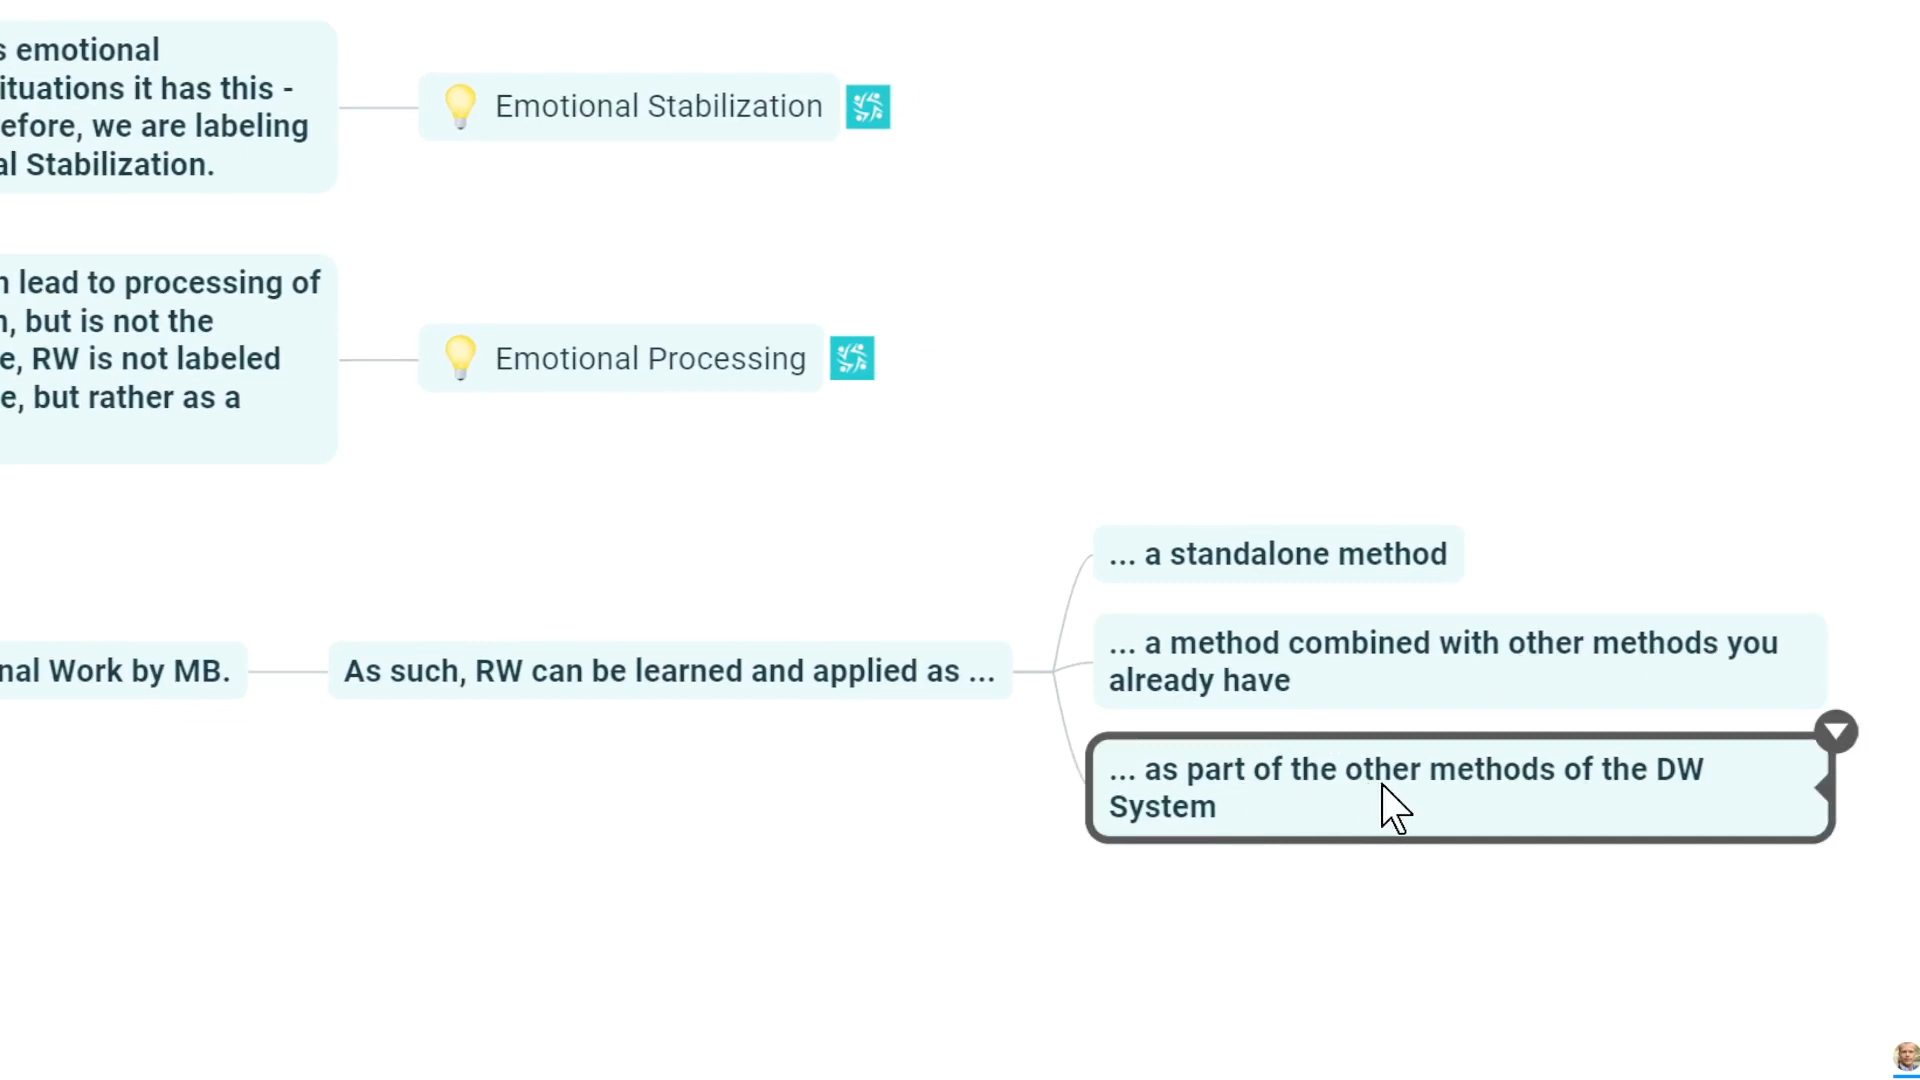 s emotional
ituations it has this -
efore, we are labeling
al Stabilization.
Emotional Stabilization
n lead to processing of
n, but is not the
e, RW is not labeled
e, but rather as a
Emotional Processing
nal Work by MB.
As such, RW can be learned and applied as ...
... a standalone method
... a method combined with other methods you
already have
... as part of the other methods of the DW
System